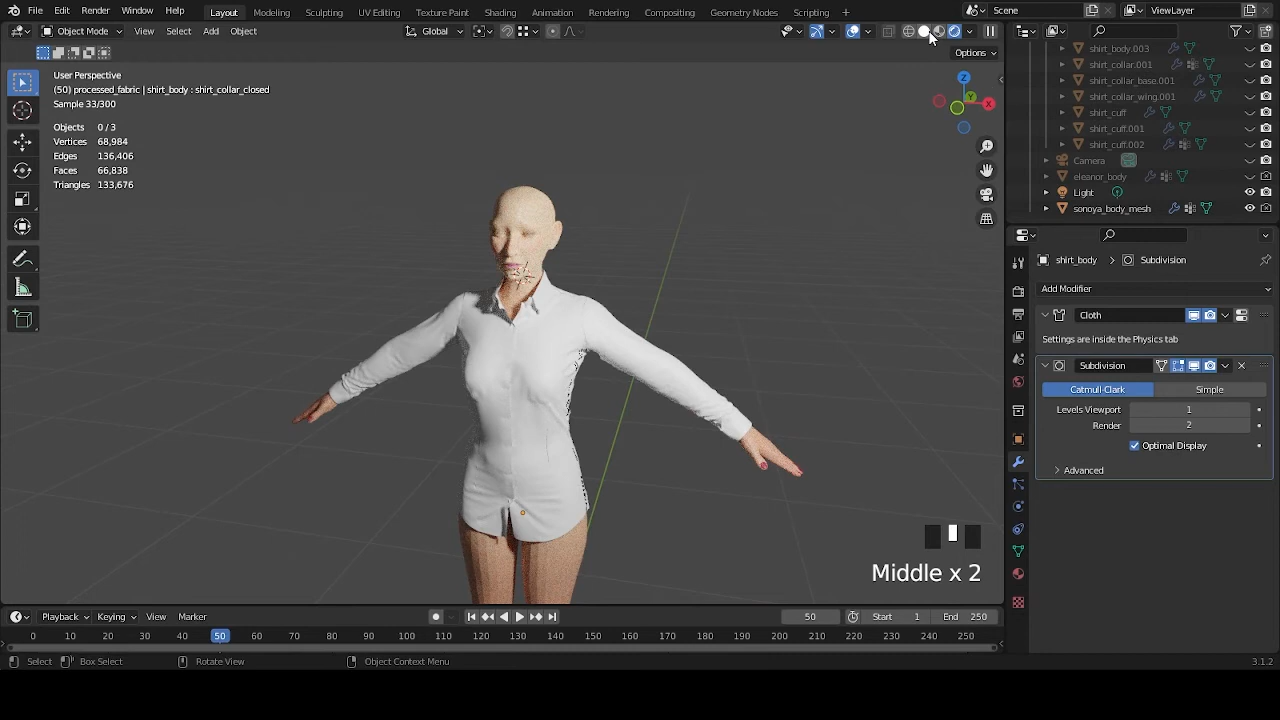 File Edit Render Window Help Layout Modeling Sculpting UV Editing Texture Paint Shading Animation Rendering Compositing Geometry Nodes Scripting + Scene ViewLayer
Object Mode View Select Add Object Global
Options
User Perspective
(50) processed_fabric | shirt_body : shirt_collar_closed
Sample 33/300
Objects 0 / 3
Vertices 68,984
Edges 136,406
Faces 66,838
Triangles 133,676
Z
Y
X
shirt_body.003
shirt_collar.001
shirt_collar_base.001
shirt_collar_wing.001
shirt_cuff
shirt_cuff.001
shirt_cuff.002
Camera
eleanor_body
Light
sonoya_body_mesh
shirt_body > Subdivision
Add Modifier
Cloth
Settings are inside the Physics tab
Subdivision
Catmull-Clark Simple
Levels Viewport 1
Render 2
Optimal Display
Advanced
Middle x 2
Playback Keying View Marker 50 Start 1 End 250
0 10 20 30 40 50 60 70 80 90 100 110 120 130 140 150 160 170 180 190 200 210 220 230 240 250
Select Box Select Rotate View Object Context Menu 3.1.2